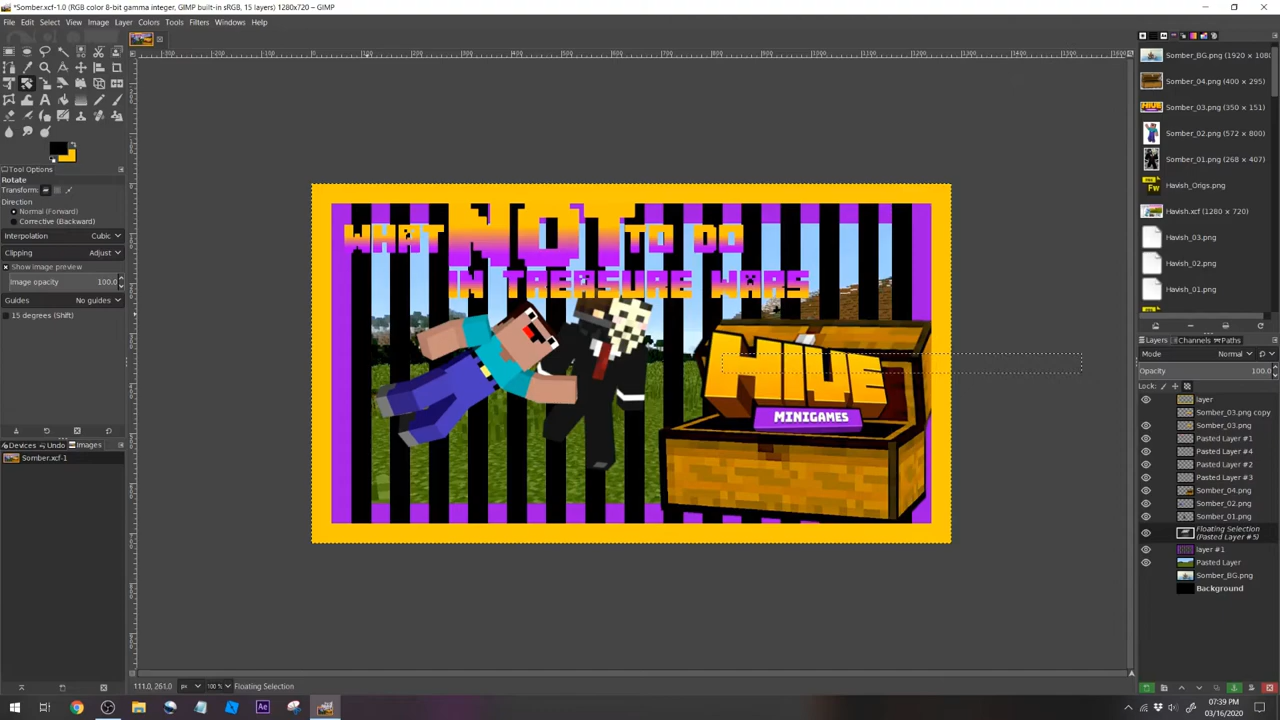 *Somber.xcf-1.0 (RGB color 8-bit gamma integer, GIMP built-in sRGB, 15 layers) 1280x720 – GIMP
File Edit Select View Image Layer Colors Tools Filters Windows Help
Tool Options
Rotate
Transform:
Direction
Normal (Forward)
Corrective (Backward)
Interpolation Cubic
Clipping Adjust
Show image preview
Image opacity 100.0
Guides No guides
15 degrees (Shift)
Devices Undo Images
Somber.xcf-1
WHAT NOT TO DO
IN TREASURE WARS
HIVE
MINIGAMES
111.0, 261.0 px 100 % Floating Selection
Somber_BG.png (1920 × 1080
Somber_04.png (400 × 295)
Somber_03.png (350 × 151)
Somber_02.png (572 × 800)
Somber_01.png (268 × 407)
Havish_Origs.png
Havish.xcf (1280 × 720)
Havish_03.png
Havish_02.png
Havish_01.png
Layers Channels Paths
Mode Normal
Opacity 100.0
Lock:
layer
Somber_03.png copy
Somber_03.png
Pasted Layer #1
Pasted Layer #4
Pasted Layer #2
Pasted Layer #3
Somber_04.png
Somber_02.png
Somber_01.png
Floating Selection
(Pasted Layer #5)
layer #1
Pasted Layer
Somber_BG.png
Background
07:39 PM
03/16/2020